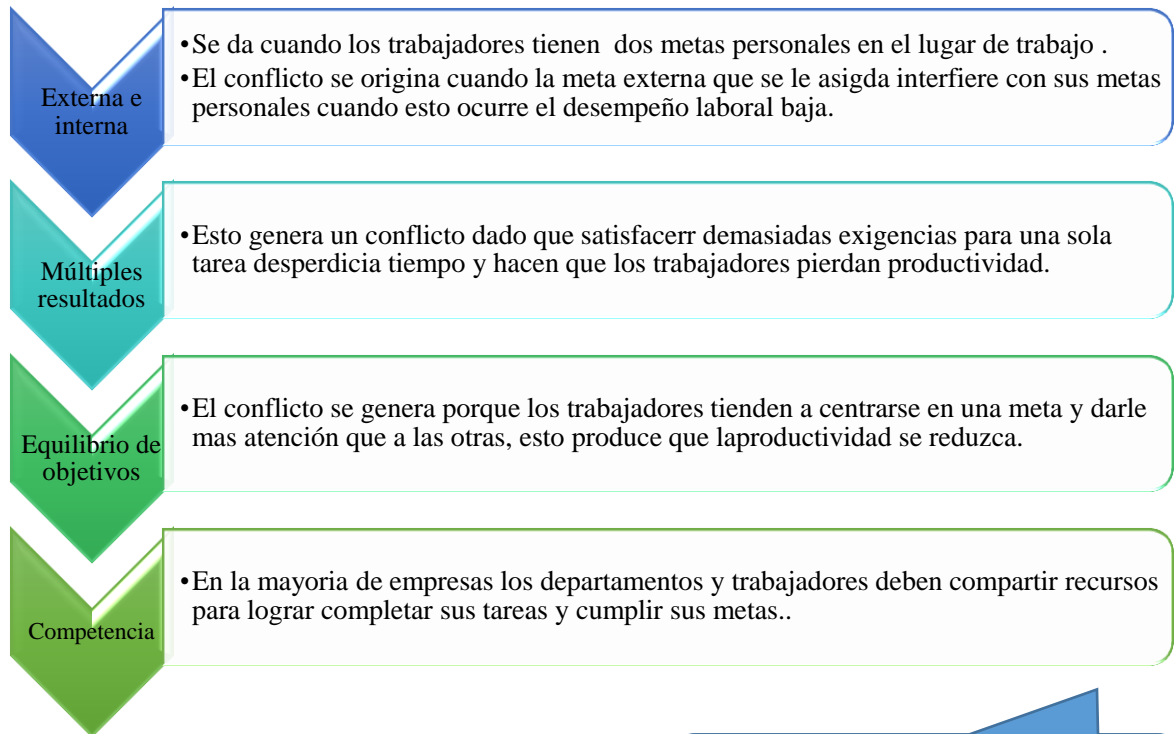 Externa e
interna
•Se da cuando los trabajadores tienen  dos metas personales en el lugar de trabajo .
•El conflicto se origina cuando la meta externa que se le asigda interfiere con sus metas
personales cuando esto ocurre el desempeño laboral baja.
Múltiples
resultados
•Esto genera un conflicto dado que satisfacerr demasiadas exigencias para una sola
tarea desperdicia tiempo y hacen que los trabajadores pierdan productividad.
Equilibrio de
objetivos
•El conflicto se genera porque los trabajadores tienden a centrarse en una meta y darle
mas atención que a las otras, esto produce que laproductividad se reduzca.
Competencia
•En la mayoria de empresas los departamentos y trabajadores deben compartir recursos
para lograr completar sus tareas y cumplir sus metas..